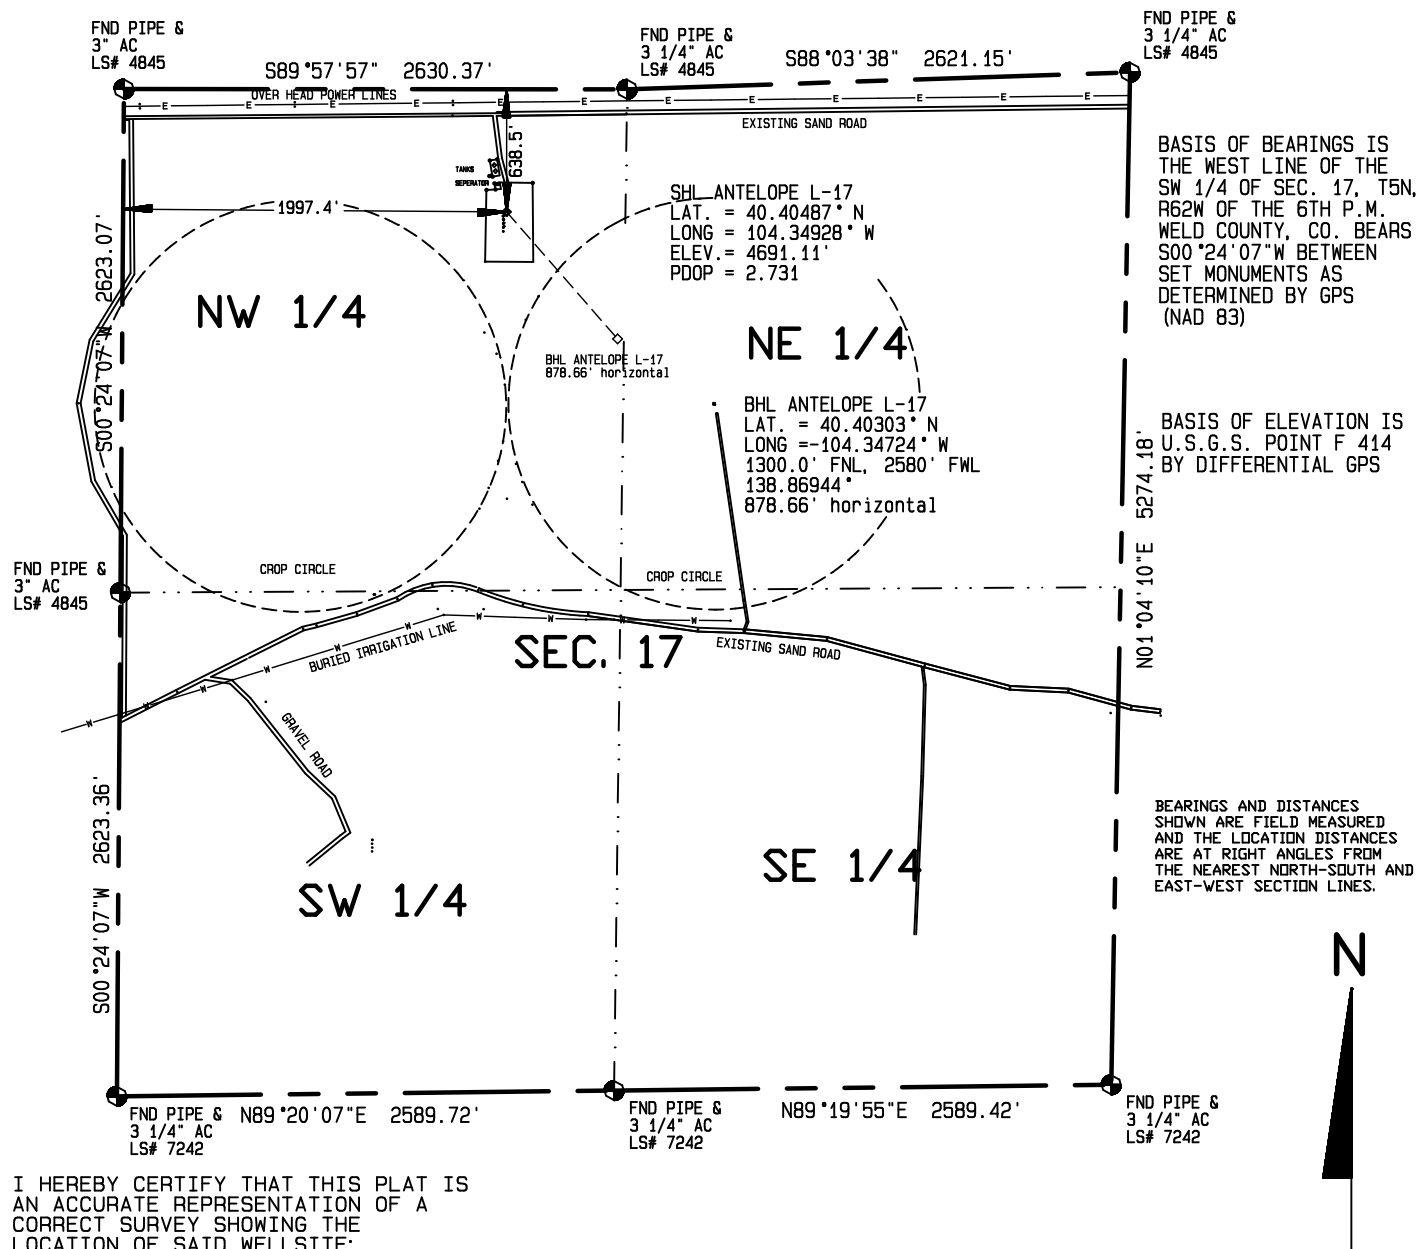 FND PIPE &
3" AC
LS# 4845
FND PIPE &
3 1/4" AC
LS# 4845
FND PIPE &
3 1/4" AC
LS# 4845
S89°57'57" 2630.37'
S88°03'38" 2621.15'
OVER HEAD POWER LINES
E E E E E E E E E E E E
EXISTING SAND ROAD
638.5'
TANKS
SEPERATOR
1997.4'
SHL ANTELOPE L-17
LAT. = 40.40487° N
LONG = 104.34928° W
ELEV.= 4691.11'
PDOP = 2.731
BASIS OF BEARINGS IS
THE WEST LINE OF THE
SW 1/4 OF SEC. 17, T5N,
R62W OF THE 6TH P.M.
WELD COUNTY, CO. BEARS
S00°24'07"W BETWEEN
SET MONUMENTS AS
DETERMINED BY GPS
(NAD 83)
S00°24'07"W 2623.07'
NW 1/4
NE 1/4
BHL ANTELOPE L-17
878.66' horizontal
BHL ANTELOPE L-17
LAT. = 40.40303° N
LONG =-104.34724° W
1300.0' FNL, 2580' FWL
138.86944°
878.66' horizontal
BASIS OF ELEVATION IS
U.S.G.S. POINT F 414
BY DIFFERENTIAL GPS
N01°04'10"E 5274.18'
FND PIPE &
3" AC
LS# 4845
CROP CIRCLE
CROP CIRCLE
W W W W W W W W W
BURIED IRRIGATION LINE
SEC. 17
EXISTING SAND ROAD
GRAVEL ROAD
S00°24'07"W 2623.36'
SW 1/4
SE 1/4
BEARINGS AND DISTANCES
SHOWN ARE FIELD MEASURED
AND THE LOCATION DISTANCES
ARE AT RIGHT ANGLES FROM
THE NEAREST NORTH-SOUTH AND
EAST-WEST SECTION LINES.
N
FND PIPE &
3 1/4" AC
LS# 7242
N89°20'07"E 2589.72'
FND PIPE &
3 1/4" AC
LS# 7242
N89°19'55"E 2589.42'
FND PIPE &
3 1/4" AC
LS# 7242
I HEREBY CERTIFY THAT THIS PLAT IS
AN ACCURATE REPRESENTATION OF A
CORRECT SURVEY SHOWING THE
LOCATION OF SAID WELLSITE: